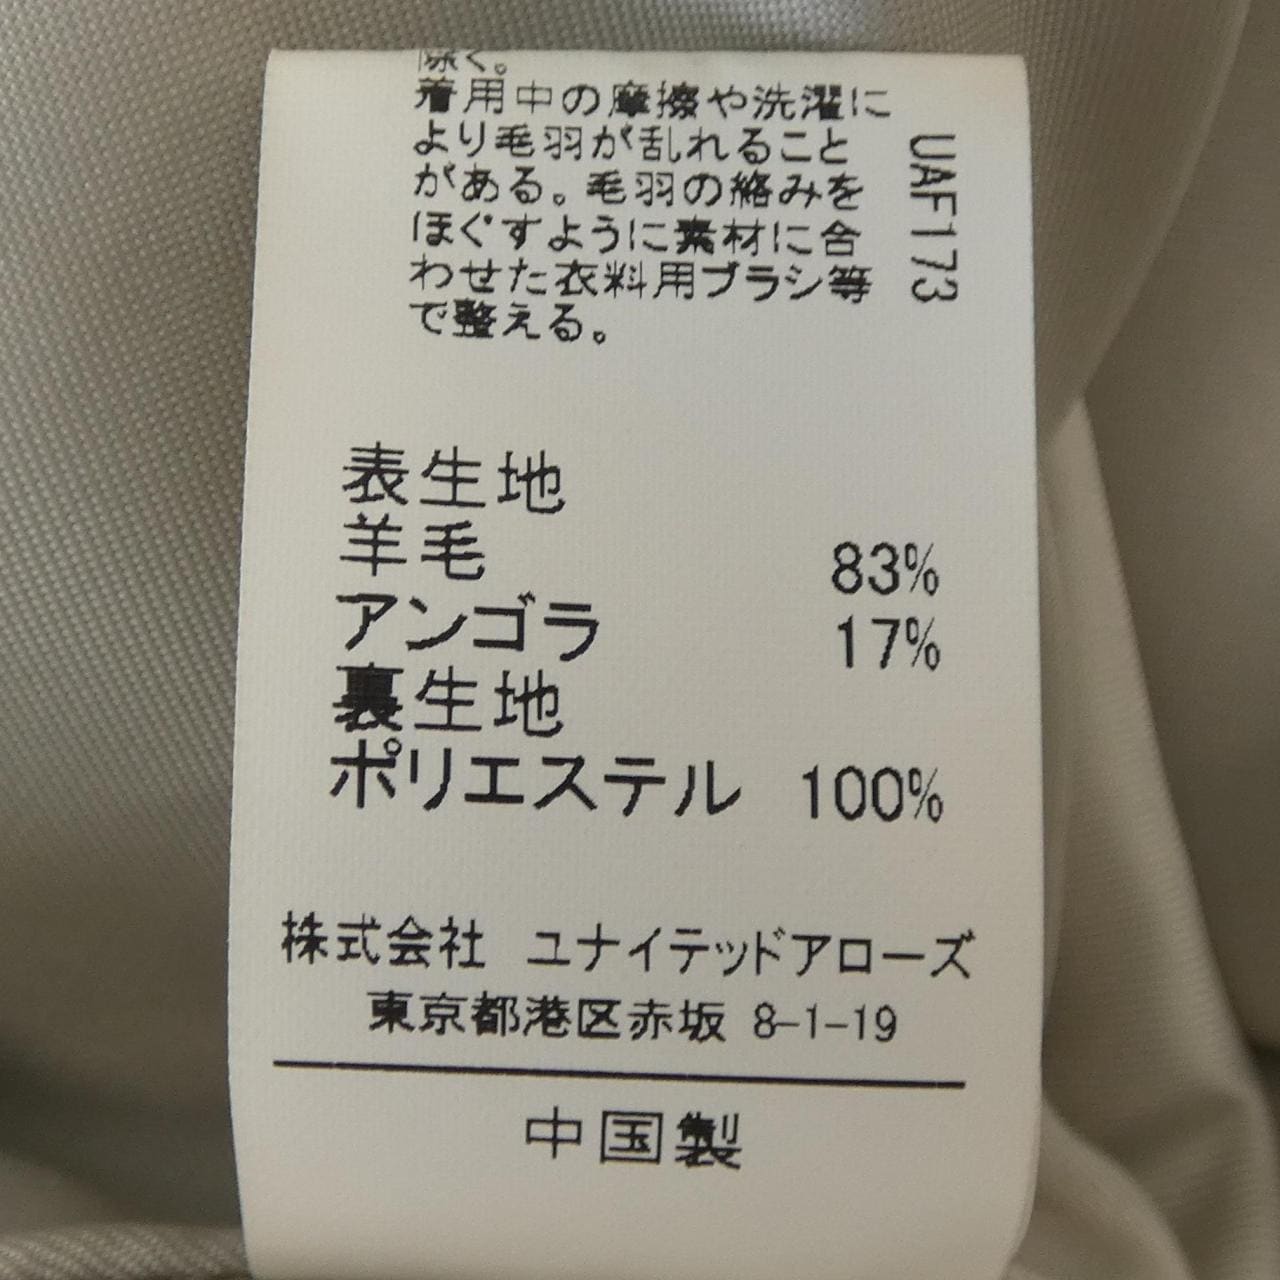 除く。
着用中の摩擦や洗濯に
より毛羽が乱れること
がある。毛羽の絡みを
ほぐすように素材に合
わせた衣料用ブラシ等
で整える。
UAF173
表生地
羊毛 83%
アンゴラ 17%
裏生地
ポリエステル 100%
株式会社 ユナイテッドアローズ
東京都港区赤坂 8-1-19
中国製